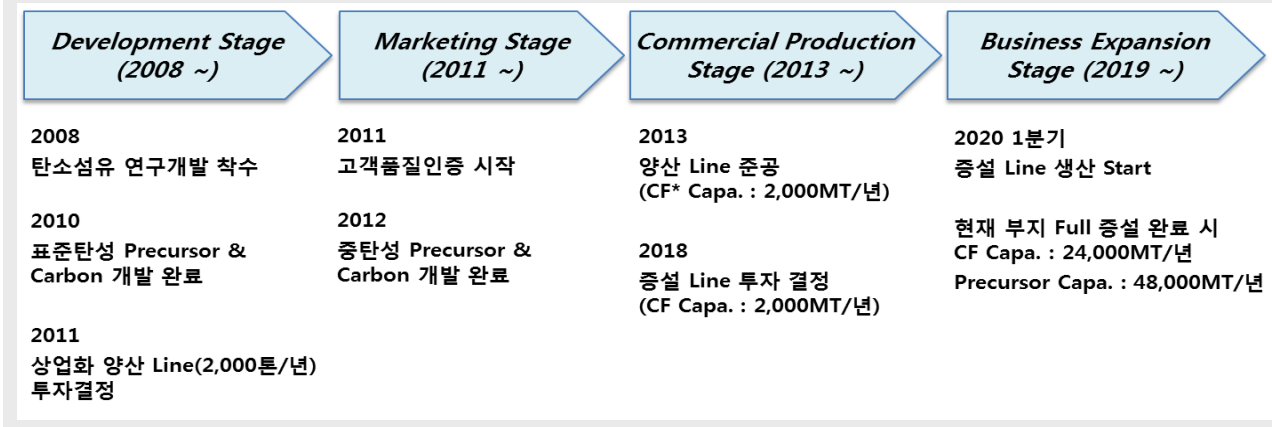 Development Stage
(2008 ~)
Marketing Stage
(2011 ~)
Commercial Production
Stage (2013 ~)
Business Expansion
Stage (2019 ~)
2008
탄소섬유 연구개발 착수
2010
표준탄성 Precursor &
Carbon 개발 완료
2011
상업화 양산 Line(2,000톤/년)
투자결정
2011
고객품질인증 시작
2012
중탄성 Precursor &
Carbon 개발 완료
2013
양산 Line 준공
(CF* Capa. : 2,000MT/년)
2018
증설 Line 투자 결정
(CF Capa. : 2,000MT/년)
2020 1분기
증설 Line 생산 Start
현재 부지 Full 증설 완료 시
CF Capa. : 24,000MT/년
Precursor Capa. : 48,000MT/년